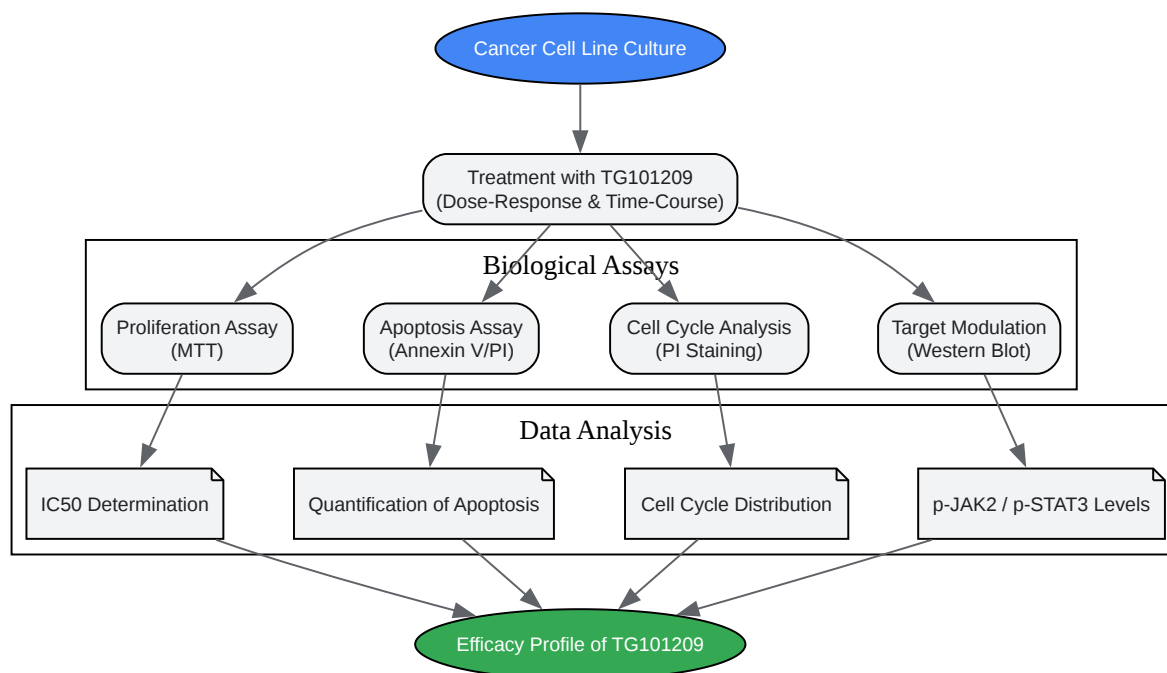 Cancer Cell Line Culture
Treatment with TG101209
(Dose-Response & Time-Course)
Biological Assays
Proliferation Assay
(MTT)
Apoptosis Assay
(Annexin V/PI)
Cell Cycle Analysis
(PI Staining)
Target Modulation
(Western Blot)
Data Analysis
IC50 Determination
Quantification of Apoptosis
Cell Cycle Distribution
p-JAK2 / p-STAT3 Levels
Efficacy Profile of TG101209